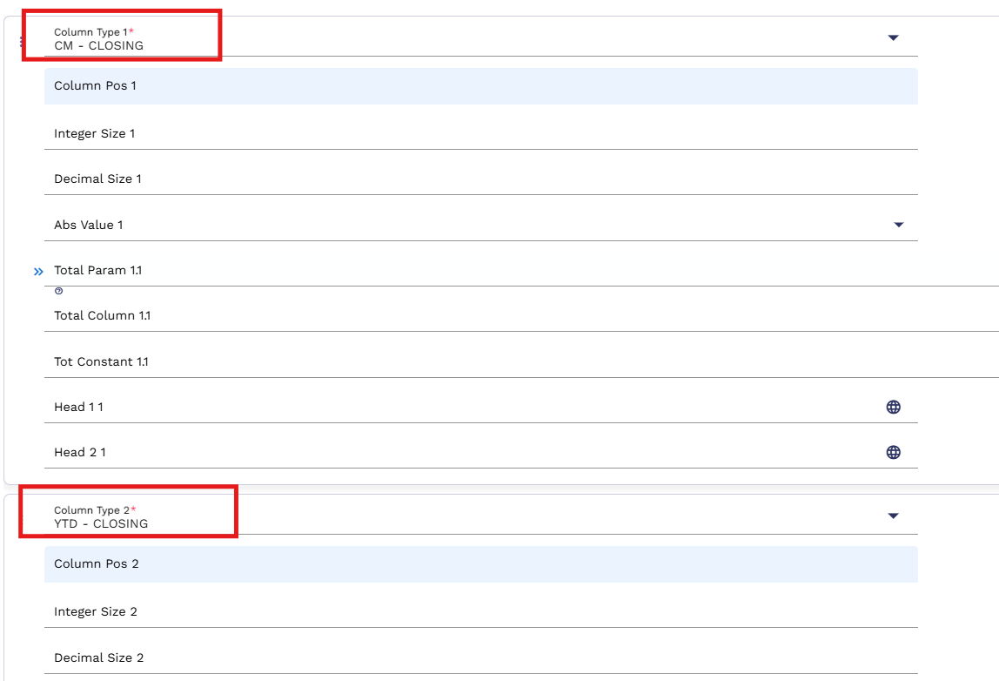 Column Type 1*
CM - CLOSING
Column Pos 1
Integer Size 1
Decimal Size 1
Abs Value 1
Total Param 1.1
Total Column 1.1
Tot Constant 1.1
Head 1 1
Head 2 1
Column Type 2*
YTD - CLOSING
Column Pos 2
Integer Size 2
Decimal Size 2